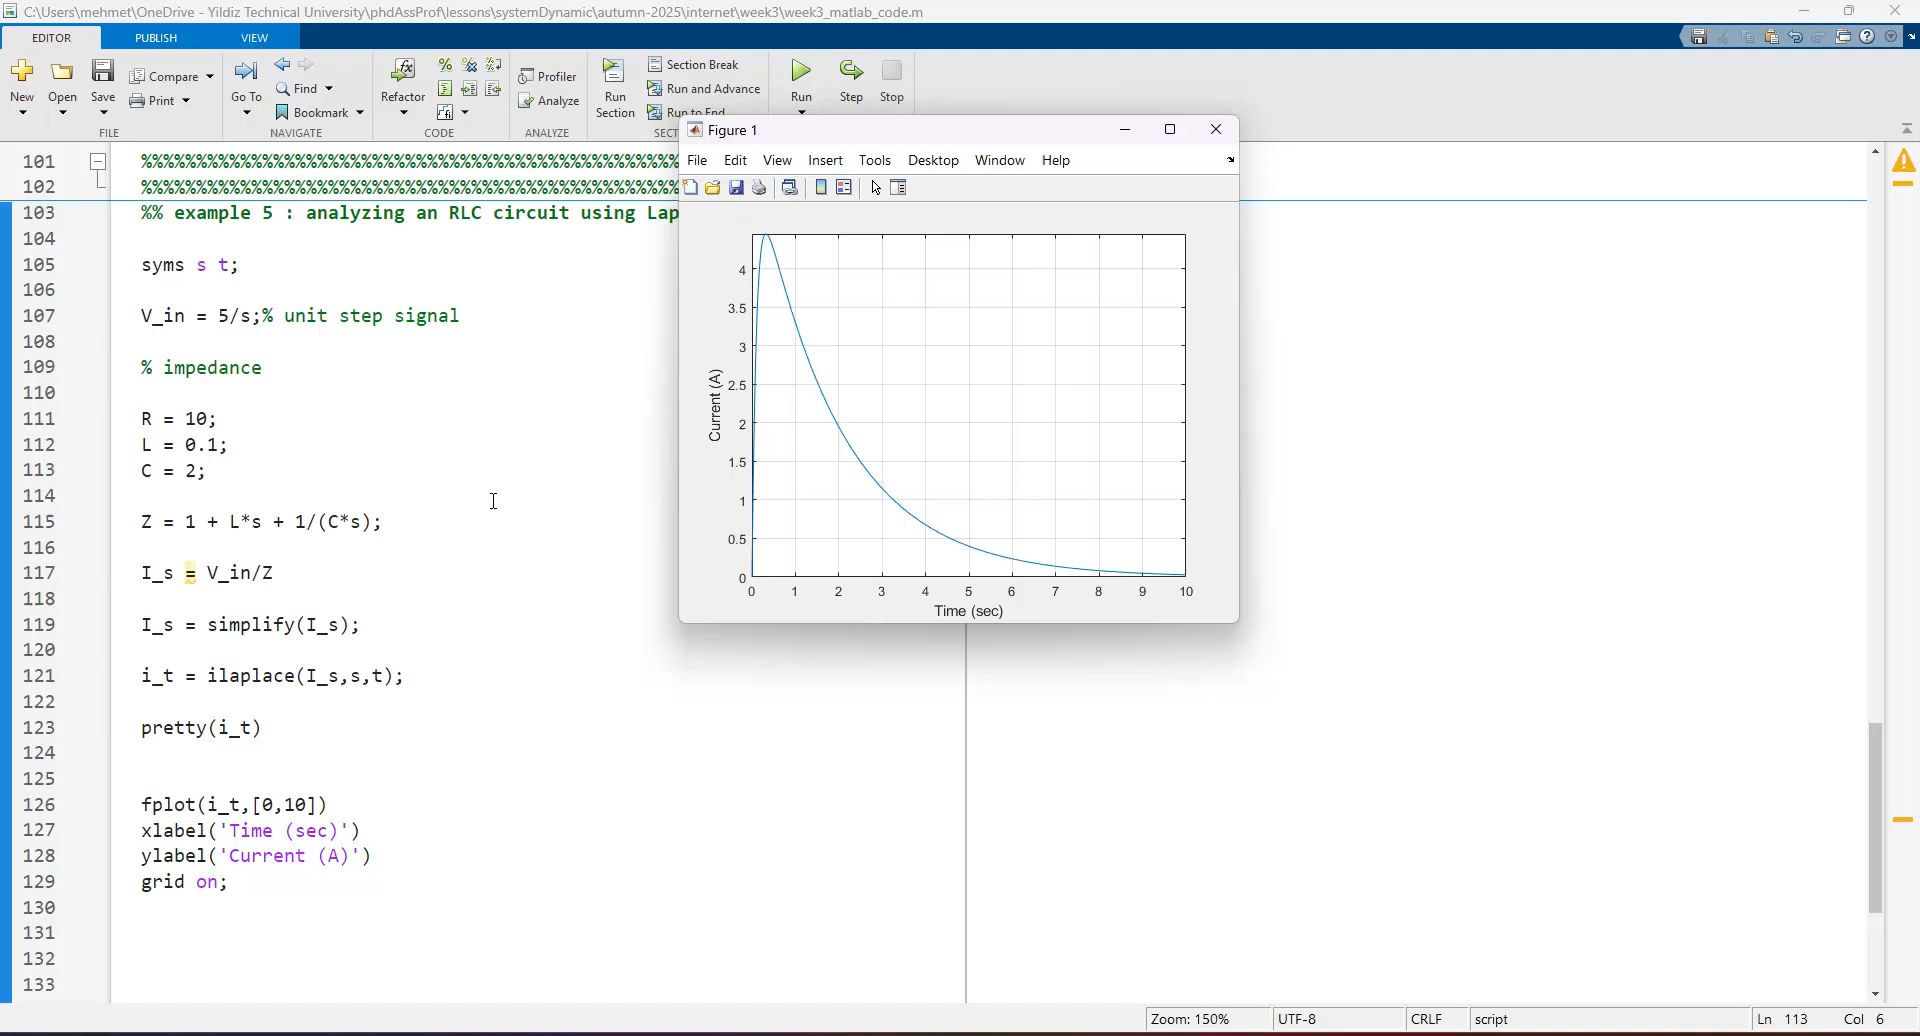 C:\Users\mehmet\OneDrive - Yildiz Technical University\phdAssProf\lessons\systemDynamic\autumn-2025\internet\week3\week3_matlab_code.m
EDITOR PUBLISH VIEW
New Open Save Compare Print
FILE
Go To Find Bookmark
NAVIGATE
Refactor
CODE
Profiler Analyze
ANALYZE
Run Section Section Break Run and Advance Run to End
SECT
Run Step Stop
101 %%%%%%%%%%%%%%%%%%%%%%%%%%%%%%%%%%%%%%%%%%%%%%%%%
102 %%%%%%%%%%%%%%%%%%%%%%%%%%%%%%%%%%%%%%%%%%%%%%%%%
103 %% example 5 : analyzing an RLC circuit using Lap
104
105 syms s t;
106
107 V_in = 5/s;% unit step signal
108
109 % impedance
110
111 R = 10;
112 L = 0.1;
113 C = 2;
114
115 Z = 1 + L*s + 1/(C*s);
116
117 I_s = V_in/Z
118
119 I_s = simplify(I_s);
120
121 i_t = ilaplace(I_s,s,t);
122
123 pretty(i_t)
124
125
126 fplot(i_t,[0,10])
127 xlabel('Time (sec)')
128 ylabel('Current (A)')
129 grid on;
130
131
132
133
Figure 1
File Edit View Insert Tools Desktop Window Help
4
3.5
3
2.5
2
1.5
1
0.5
0
Current (A)
0 1 2 3 4 5 6 7 8 9 10
Time (sec)
Zoom: 150% UTF-8 CRLF script Ln 113 Col 6